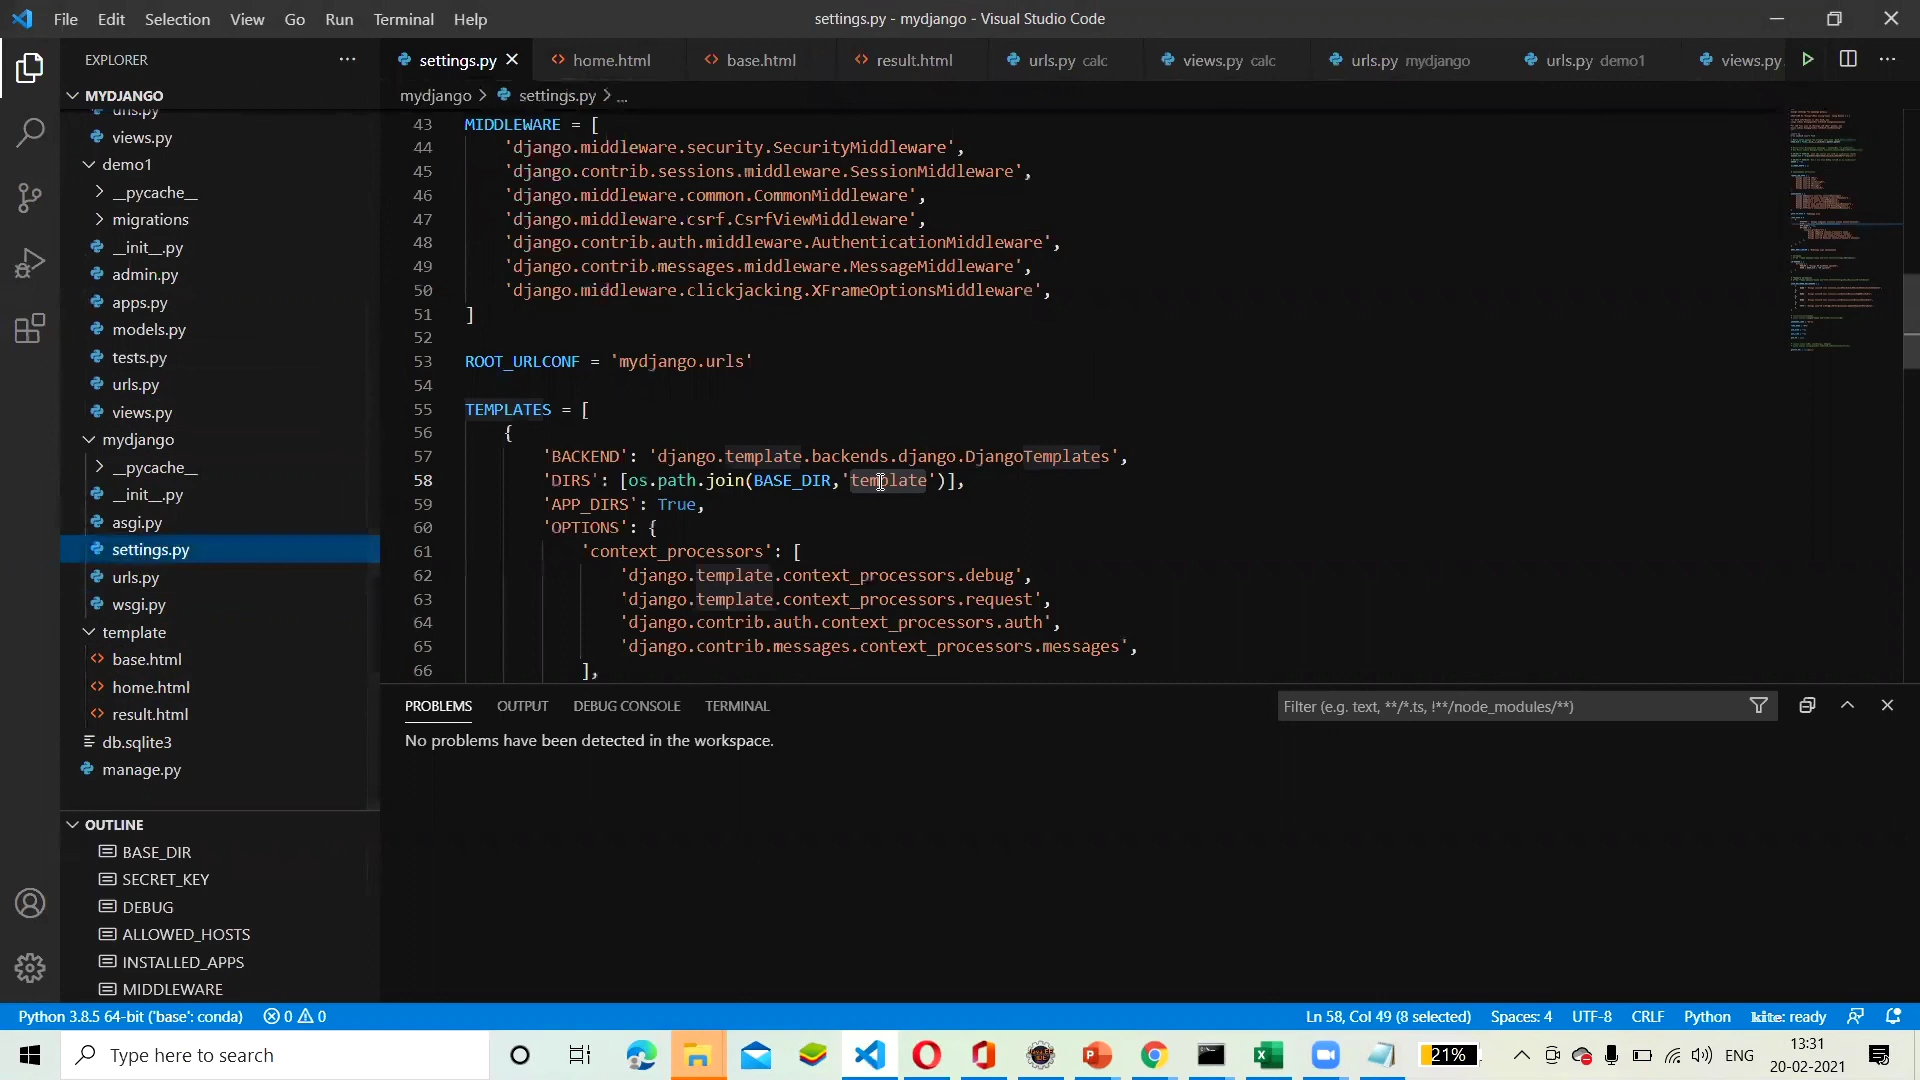 File Edit Selection View Go Run Terminal Help
settings.py - mydjango - Visual Studio Code
EXPLORER
settings.py home.html base.html result.html urls.py calc views.py calc urls.py mydjango urls.py demo1 views.py
MYDJANGO
mydjango > settings.py > ...
urls.py
views.py
demo1
__pycache__
migrations
__init__.py
admin.py
apps.py
models.py
tests.py
urls.py
views.py
mydjango
__pycache__
__init__.py
asgi.py
settings.py
urls.py
wsgi.py
template
base.html
home.html
result.html
db.sqlite3
manage.py
OUTLINE
BASE_DIR
SECRET_KEY
DEBUG
ALLOWED_HOSTS
INSTALLED_APPS
MIDDLEWARE
43 MIDDLEWARE = [
44 'django.middleware.security.SecurityMiddleware',
45 'django.contrib.sessions.middleware.SessionMiddleware',
46 'django.middleware.common.CommonMiddleware',
47 'django.middleware.csrf.CsrfViewMiddleware',
48 'django.contrib.auth.middleware.AuthenticationMiddleware',
49 'django.contrib.messages.middleware.MessageMiddleware',
50 'django.middleware.clickjacking.XFrameOptionsMiddleware',
51 ]
52
53 ROOT_URLCONF = 'mydjango.urls'
54
55 TEMPLATES = [
56 {
57 'BACKEND': 'django.template.backends.django.DjangoTemplates',
58 'DIRS': [os.path.join(BASE_DIR,'template')],
59 'APP_DIRS': True,
60 'OPTIONS': {
61 'context_processors': [
62 'django.template.context_processors.debug',
63 'django.template.context_processors.request',
64 'django.contrib.auth.context_processors.auth',
65 'django.contrib.messages.context_processors.messages',
66 ],
PROBLEMS OUTPUT DEBUG CONSOLE TERMINAL
Filter (e.g. text, **/*.ts, !**/node_modules/**)
No problems have been detected in the workspace.
Python 3.8.5 64-bit ('base': conda) 0 0
Ln 58, Col 49 (8 selected) Spaces: 4 UTF-8 CRLF Python kite: ready
Type here to search
21%
ENG
13:31
20-02-2021